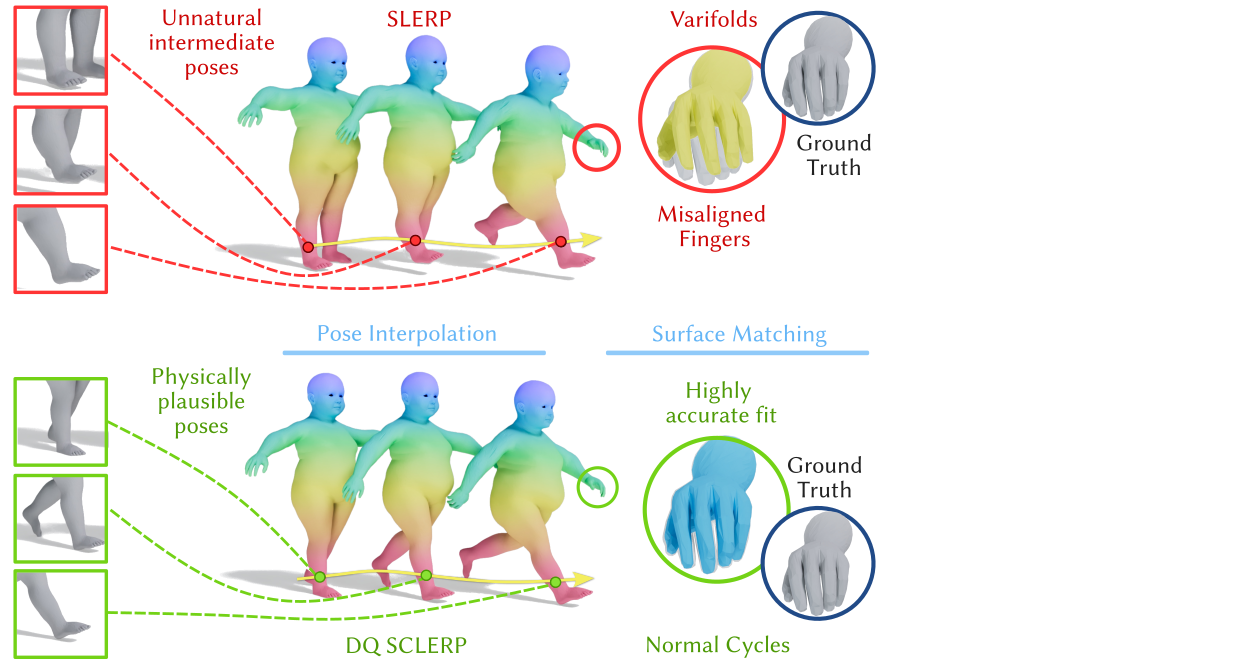 Unnatural
intermediate
poses
SLERP
Varifolds
Ground
Truth
Misaligned
Fingers
Pose Interpolation
Surface Matching
Physically
plausible
poses
Highly
accurate fit
Ground
Truth
DQ SCLERP
Normal Cycles